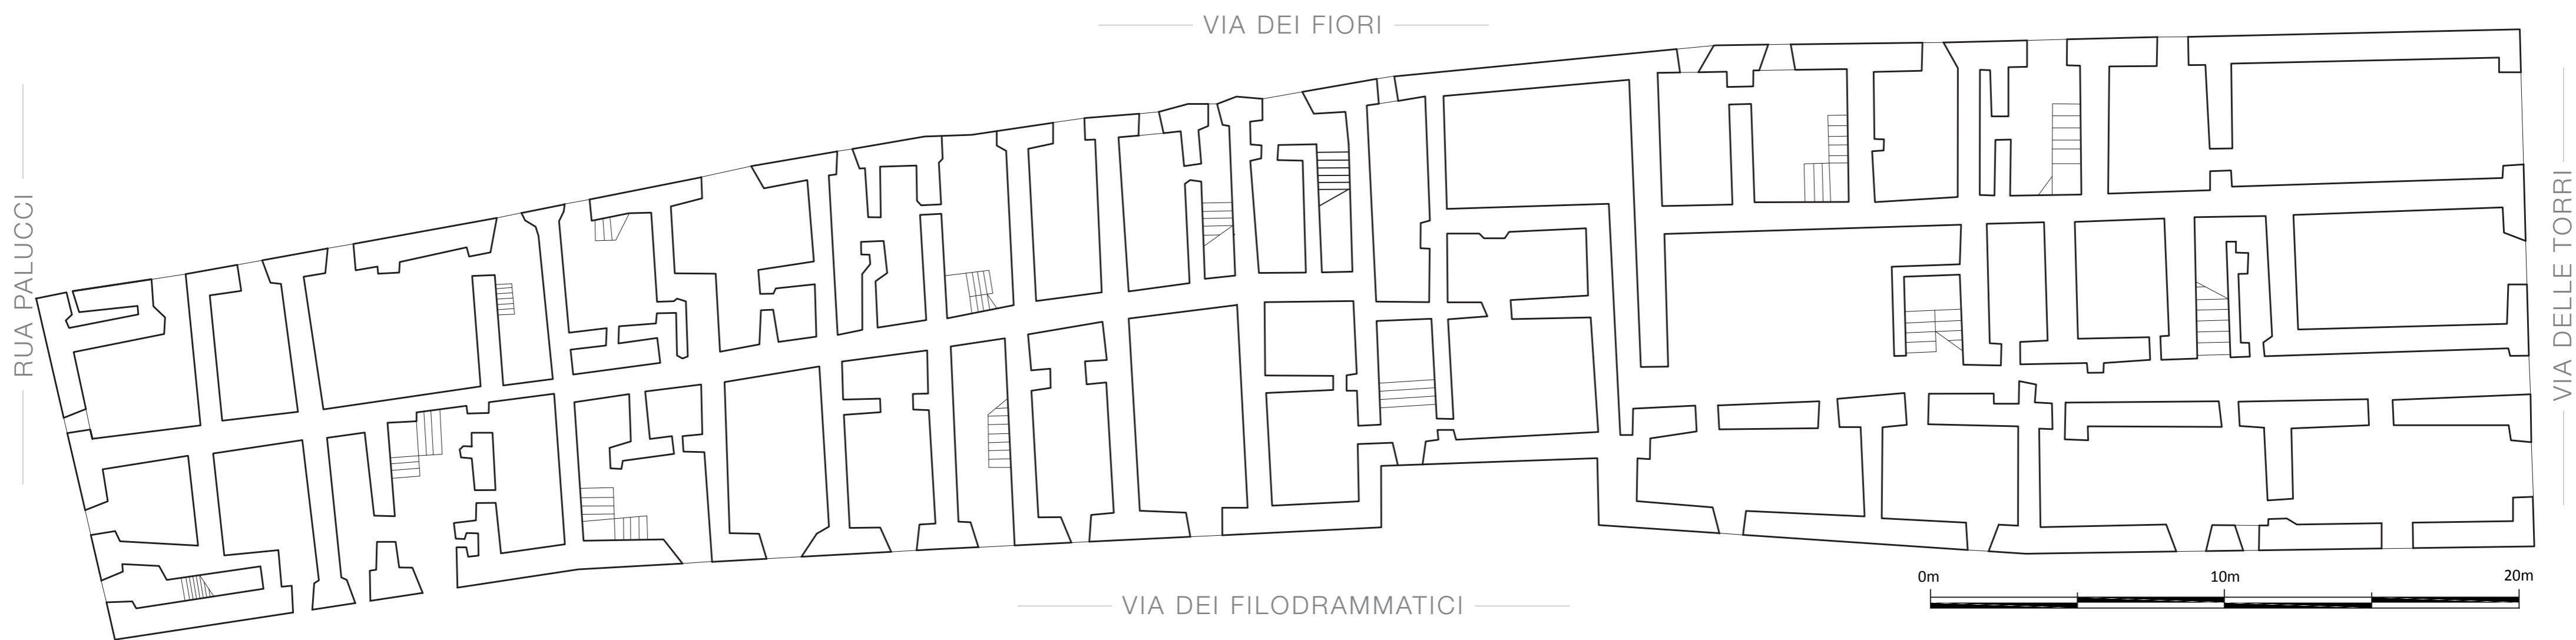 VIA DEI FIORI
RUA PALUCCI
VIA DELLE TORRI
VIA DEI FILODRAMMATICI
0m 10m 20m